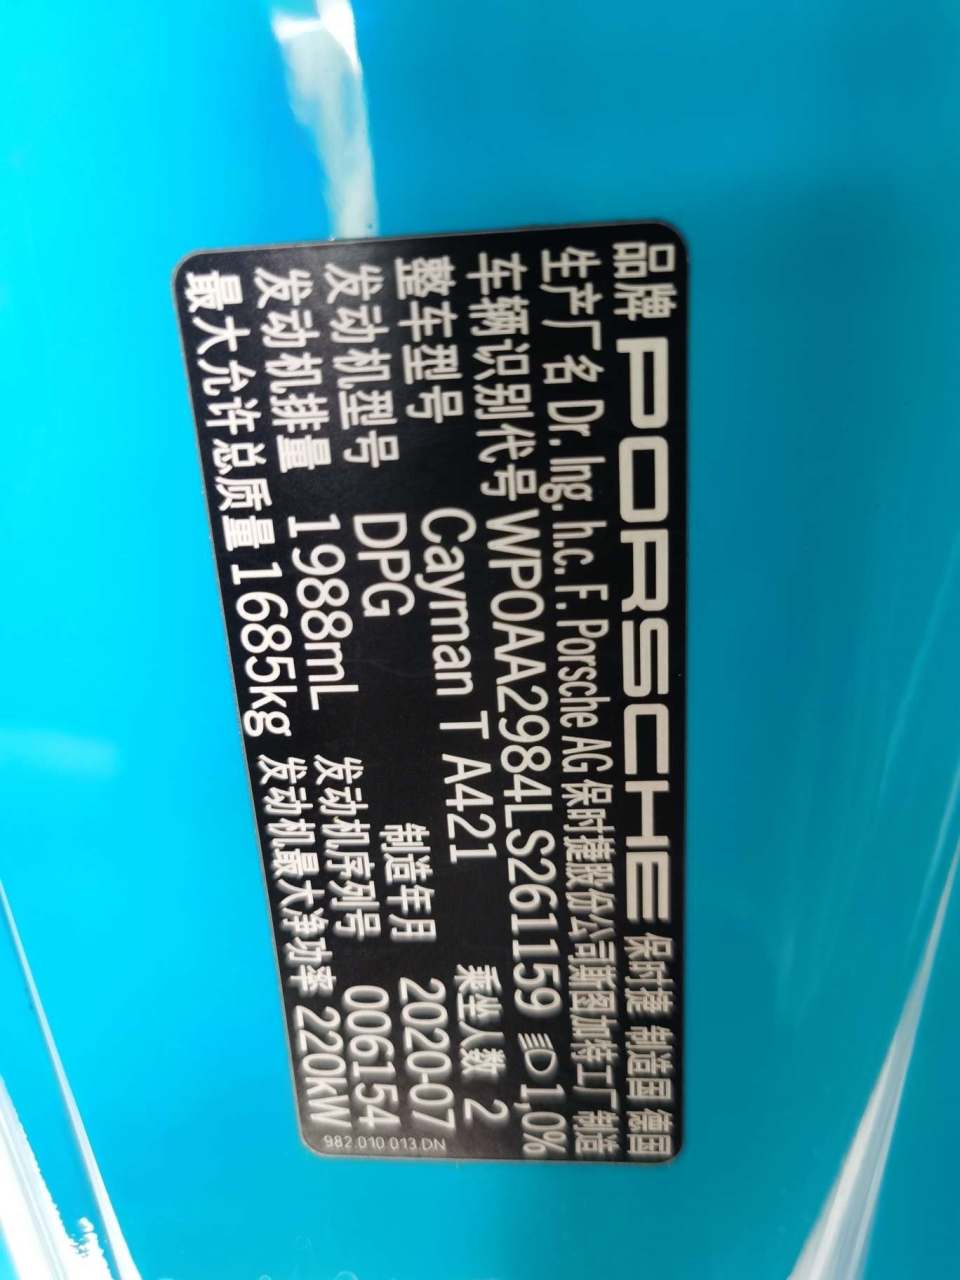 品牌 PORSCHE 保时捷 制造国 德国
生产厂名 Dr. Ing. h.c. F. Porsche AG 保时捷股份公司斯图加特工厂 制造
车辆识别代号 WP0AA2984LS261159 1,0%
整车型号 Cayman T A421 乘坐人数 2
发动机型号 DPG 制造年月 2020-07
发动机排量 1988mL 发动机序列号 006154
最大允许总质量 1685kg 发动机最大净功率 220kW
982.010.013.DN